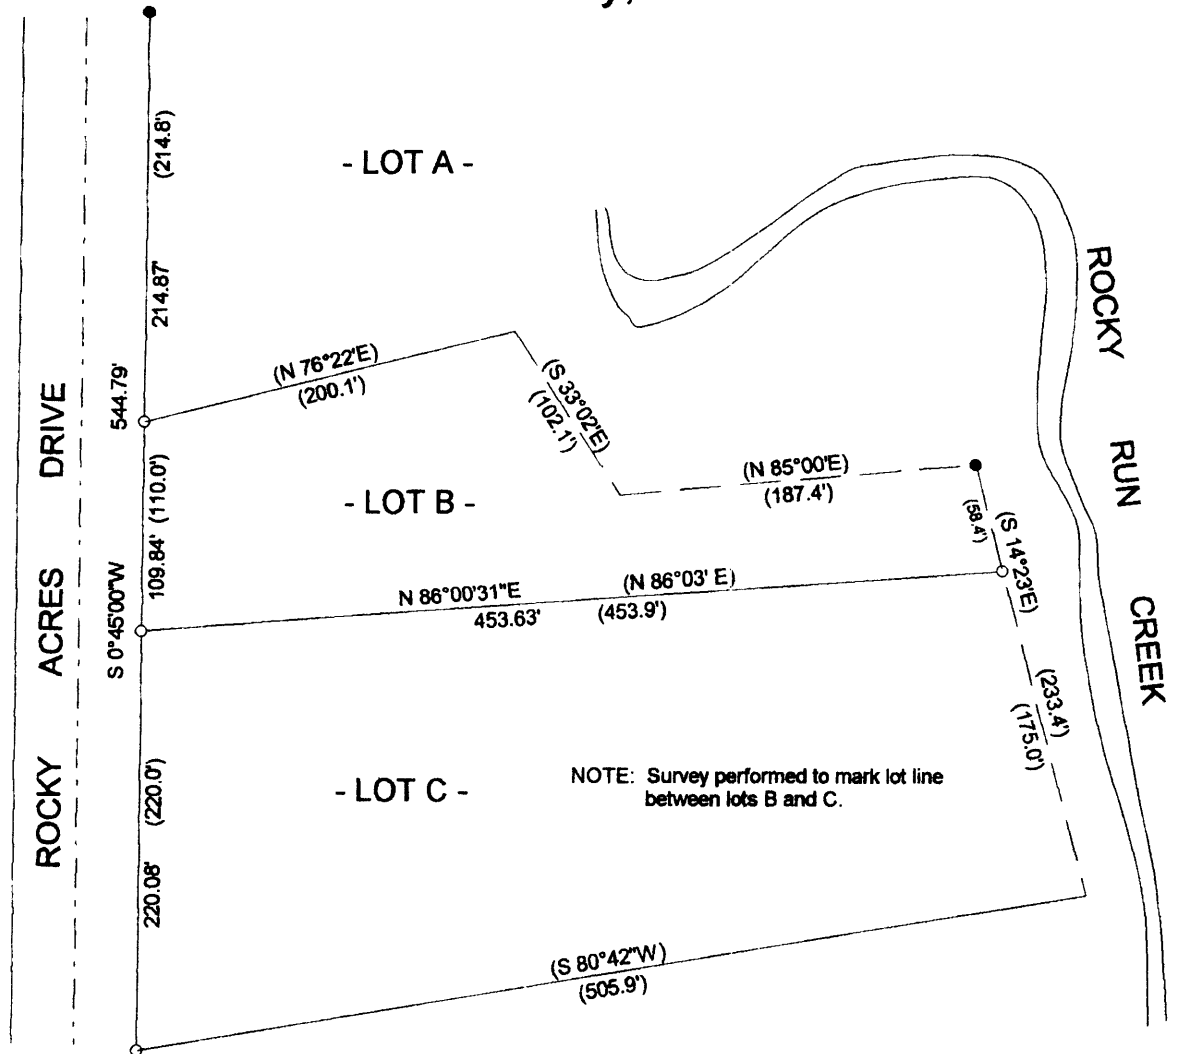 (214.8')
- LOT A -
214.87'
ROCKY
RUN
CREEK
544.79'
(N 76°22'E)
(200.1')
(S 33°02'E)
(102.1')
(N 85°00'E)
(187.4')
- LOT B -
109.84' (110.0')
(58.4')
(S 14°23'E)
S 0°45'00"W
N 86°00'31"E (N 86°03' E)
453.63' (453.9')
ROCKY ACRES DRIVE
(233.4')
(175.0')
- LOT C -
NOTE: Survey performed to mark lot line
between lots B and C.
(220.0')
220.08'
(S 80°42"W)
(505.9')